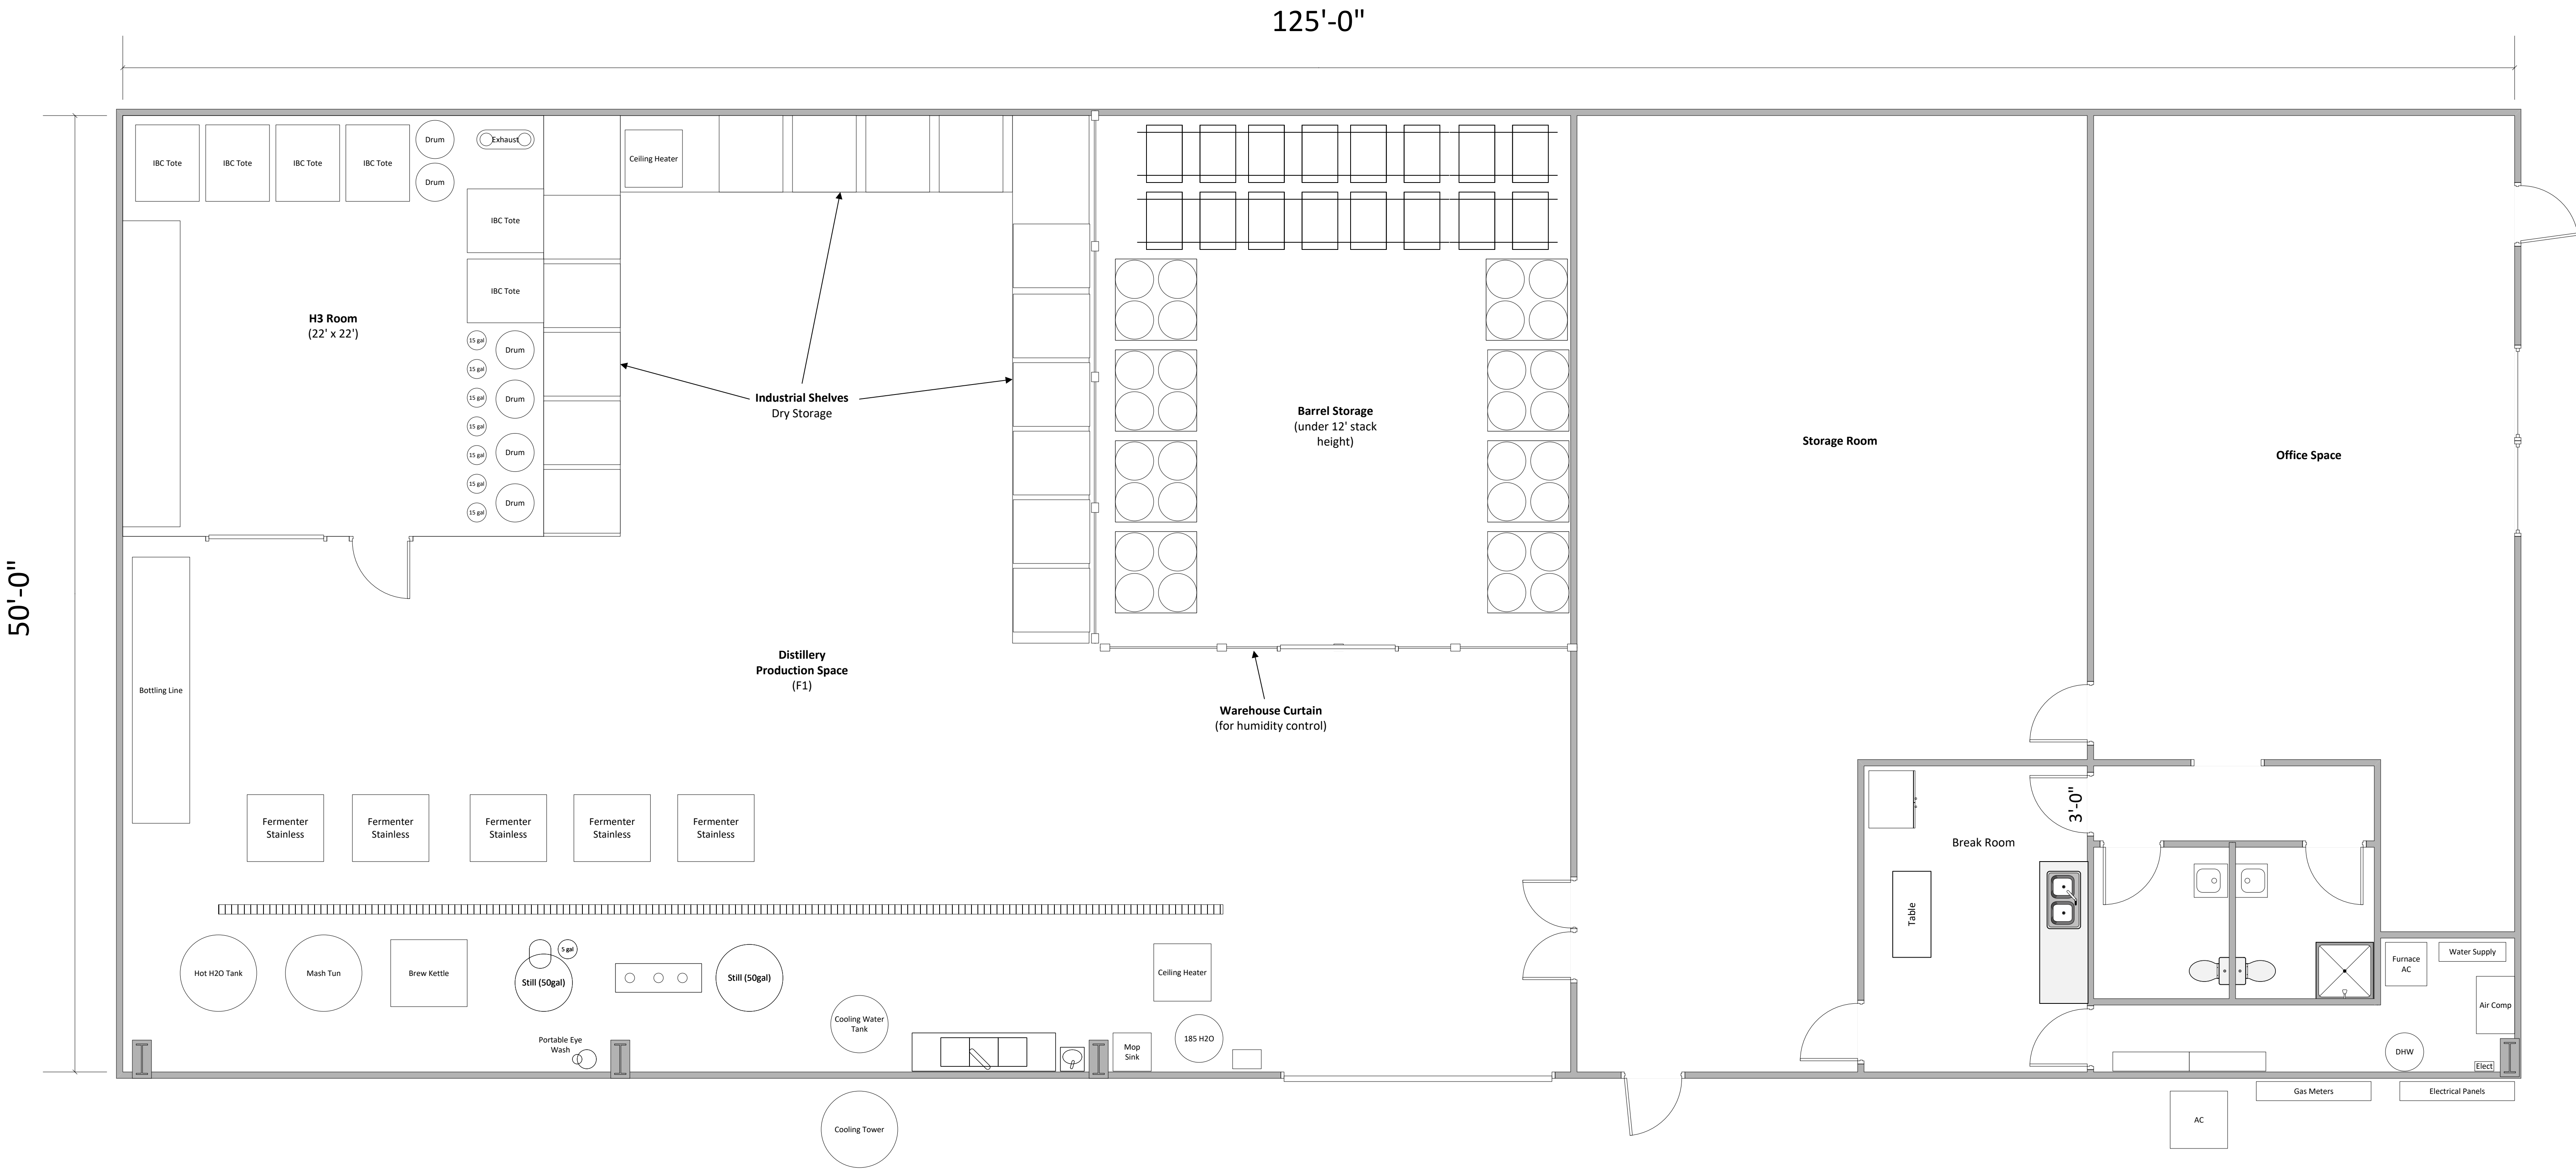 125'-0"
50'-0"
IBC Tote
IBC Tote
IBC Tote
IBC Tote
Drum
Drum
Exhaust
Ceiling Heater
IBC Tote
IBC Tote
H3 Room
(22' x 22')
15 gal
15 gal
15 gal
15 gal
15 gal
15 gal
15 gal
Drum
Drum
Drum
Drum
Industrial Shelves
Dry Storage
Barrel Storage
(under 12' stack
height)
Storage Room
Office Space
Distillery
Production Space
(F1)
Warehouse Curtain
(for humidity control)
Bottling Line
Fermenter
Stainless
Fermenter
Stainless
Fermenter
Stainless
Fermenter
Stainless
Fermenter
Stainless
3'-0"
Break Room
Table
Hot H2O Tank
Mash Tun
Brew Kettle
5 gal
Still (50gal)
Still (50gal)
Ceiling Heater
Cooling Water
Tank
Portable Eye
Wash
Mop
Sink
185 H2O
Furnace
AC
Water Supply
Air Comp
DHW
Elect
Gas Meters
Electrical Panels
AC
Cooling Tower